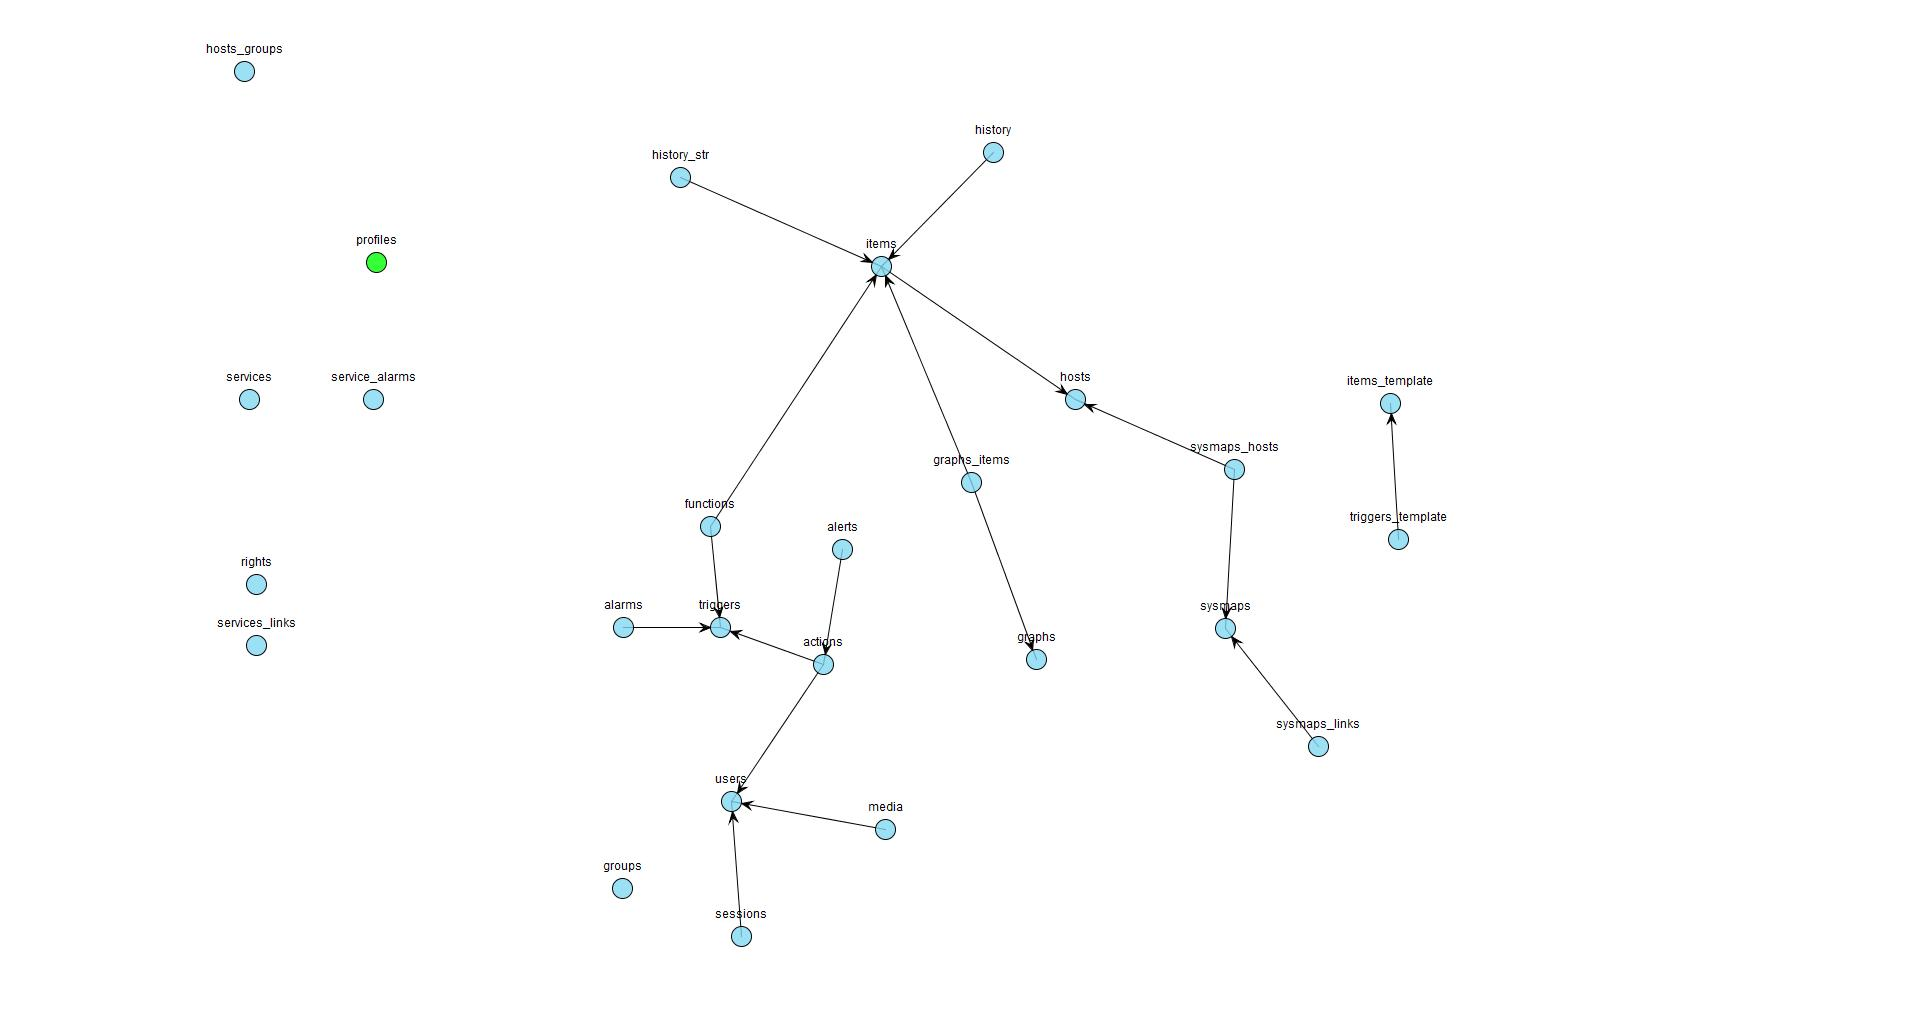 hosts_groups
history
history_str
profiles
items
services
service_alarms
hosts
items_template
sysmaps_hosts
graphs_items
functions
triggers_template
alerts
rights
alarms
triggers
sysmaps
services_links
actions
graphs
sysmaps_links
users
media
groups
sessions